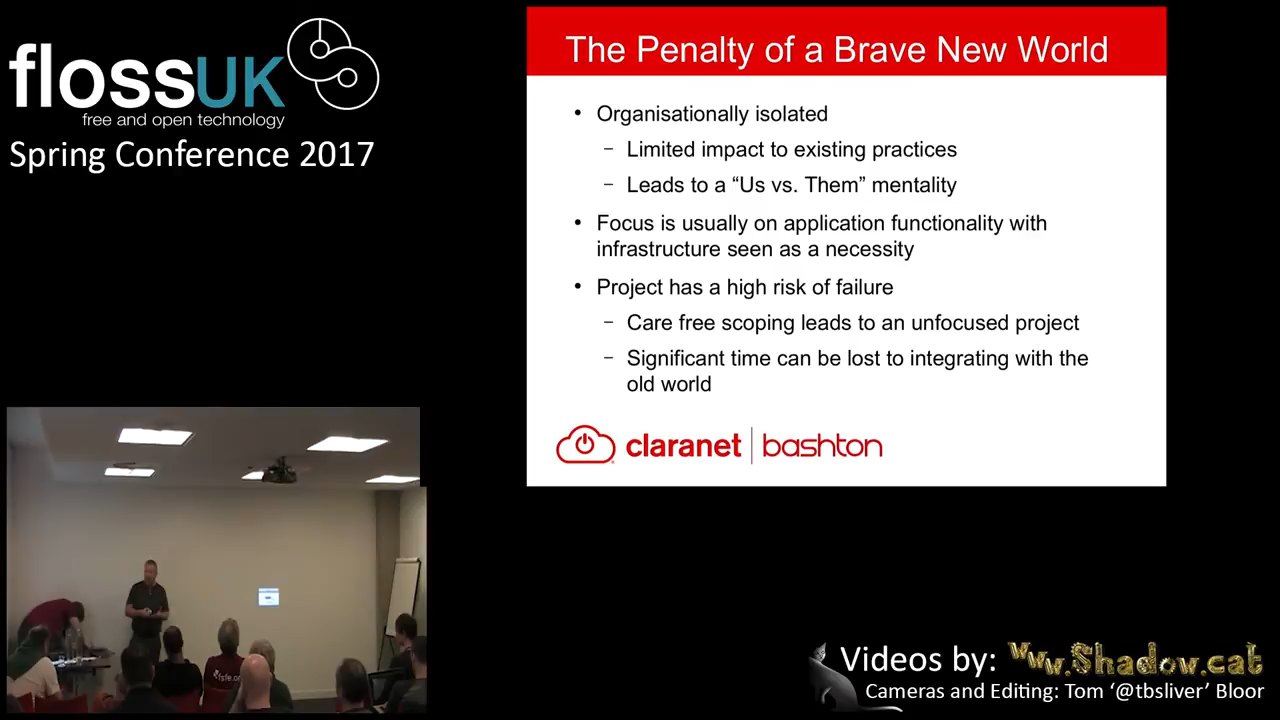 flossUK
free and open technology
Spring Conference 2017
The Penalty of a Brave New World
• Organisationally isolated
– Limited impact to existing practices
– Leads to a “Us vs. Them” mentality
• Focus is usually on application functionality with
infrastructure seen as a necessity
• Project has a high risk of failure
– Care free scoping leads to an unfocused project
– Significant time can be lost to integrating with the
old world
claranet | bashton
fsfe.org
Videos by: Www.Shadow.cat
Cameras and Editing: Tom ‘@tbsliver’ Bloor